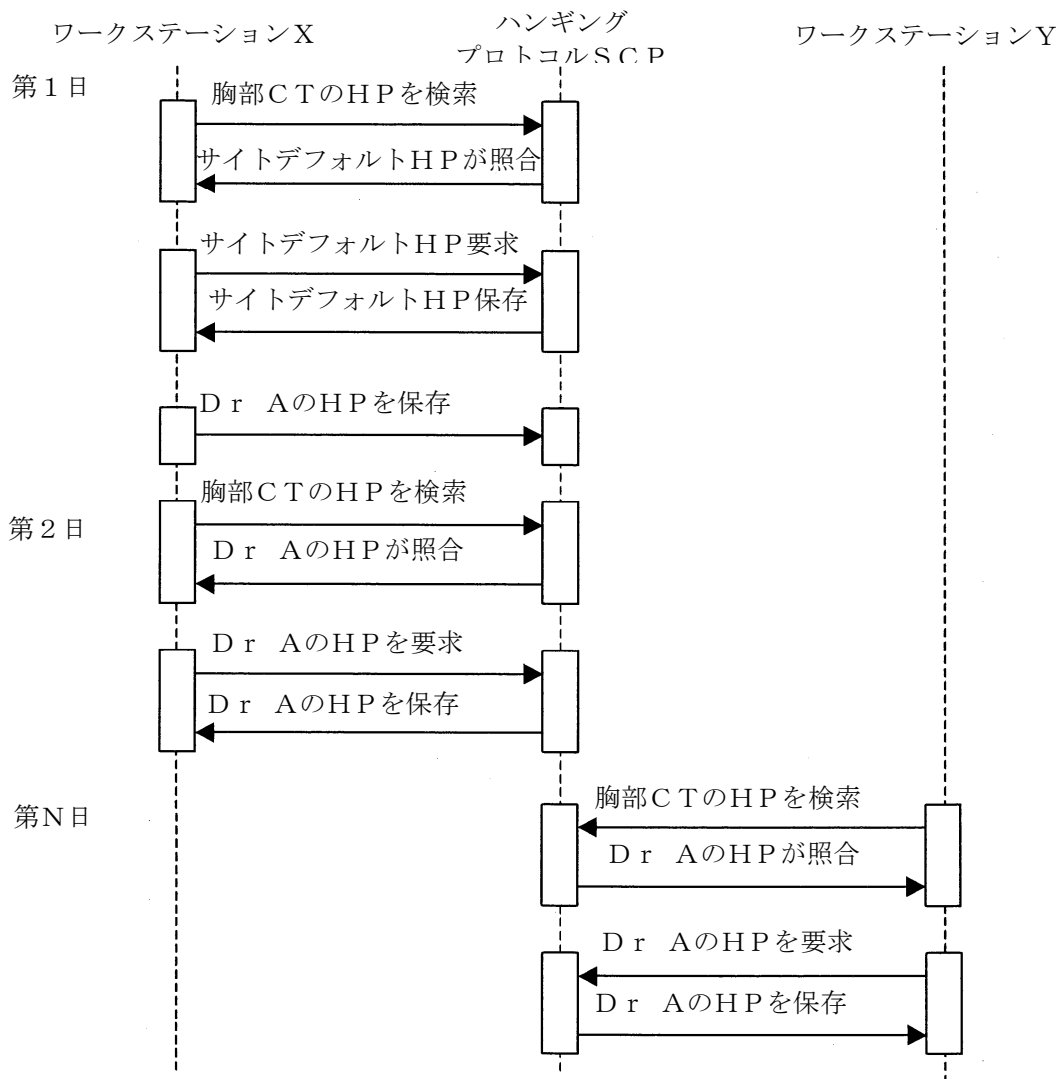 ワークステーションＸ
ハンギング
プロトコルＳＣＰ
ワークステーションＹ
第１日
胸部ＣＴのＨＰを検索
サイトデフォルトＨＰが照合
サイトデフォルトＨＰ要求
サイトデフォルトＨＰ保存
Ｄｒ ＡのＨＰを保存
第２日
胸部ＣＴのＨＰを検索
Ｄｒ ＡのＨＰが照合
Ｄｒ ＡのＨＰを要求
Ｄｒ ＡのＨＰを保存
第Ｎ日
胸部ＣＴのＨＰを検索
Ｄｒ ＡのＨＰが照合
Ｄｒ ＡのＨＰを要求
Ｄｒ ＡのＨＰを保存